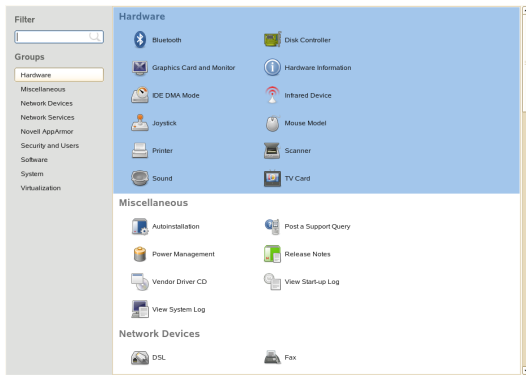 Filter
Groups
Hardware
Miscellaneous
Network Devices
Network Services
Novell AppArmor
Security and Users
Software
System
Virtualization
Hardware
Bluetooth
Disk Controller
Graphics Card and Monitor
Hardware Information
IDE DMA Mode
Infrared Device
Joystick
Mouse Model
Printer
Scanner
Sound
TV Card
Miscellaneous
Autoinstallation
Post a Support Query
Power Management
Release Notes
Vendor Driver CD
View Start-up Log
View System Log
Network Devices
DSL
Fax